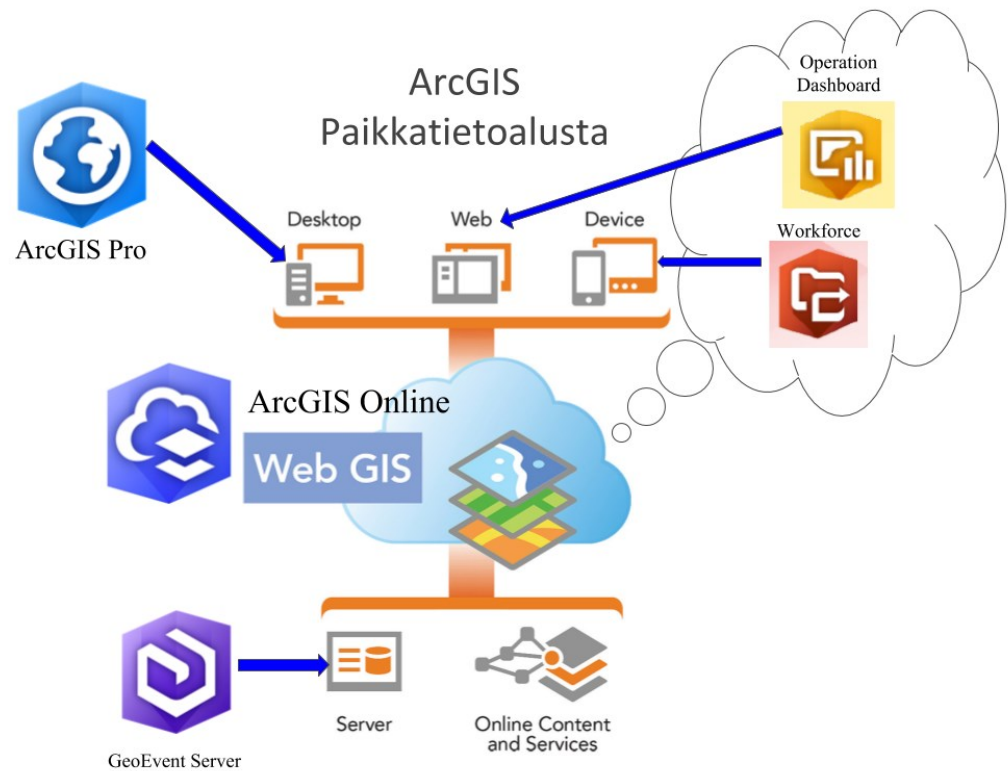 ArcGIS
Paikkatietoalusta
Operation
Dashboard
ArcGIS Pro
Desktop
Web
Device
Workforce
ArcGIS Online
Web GIS
GeoEvent Server
Server
Online Content
and Services